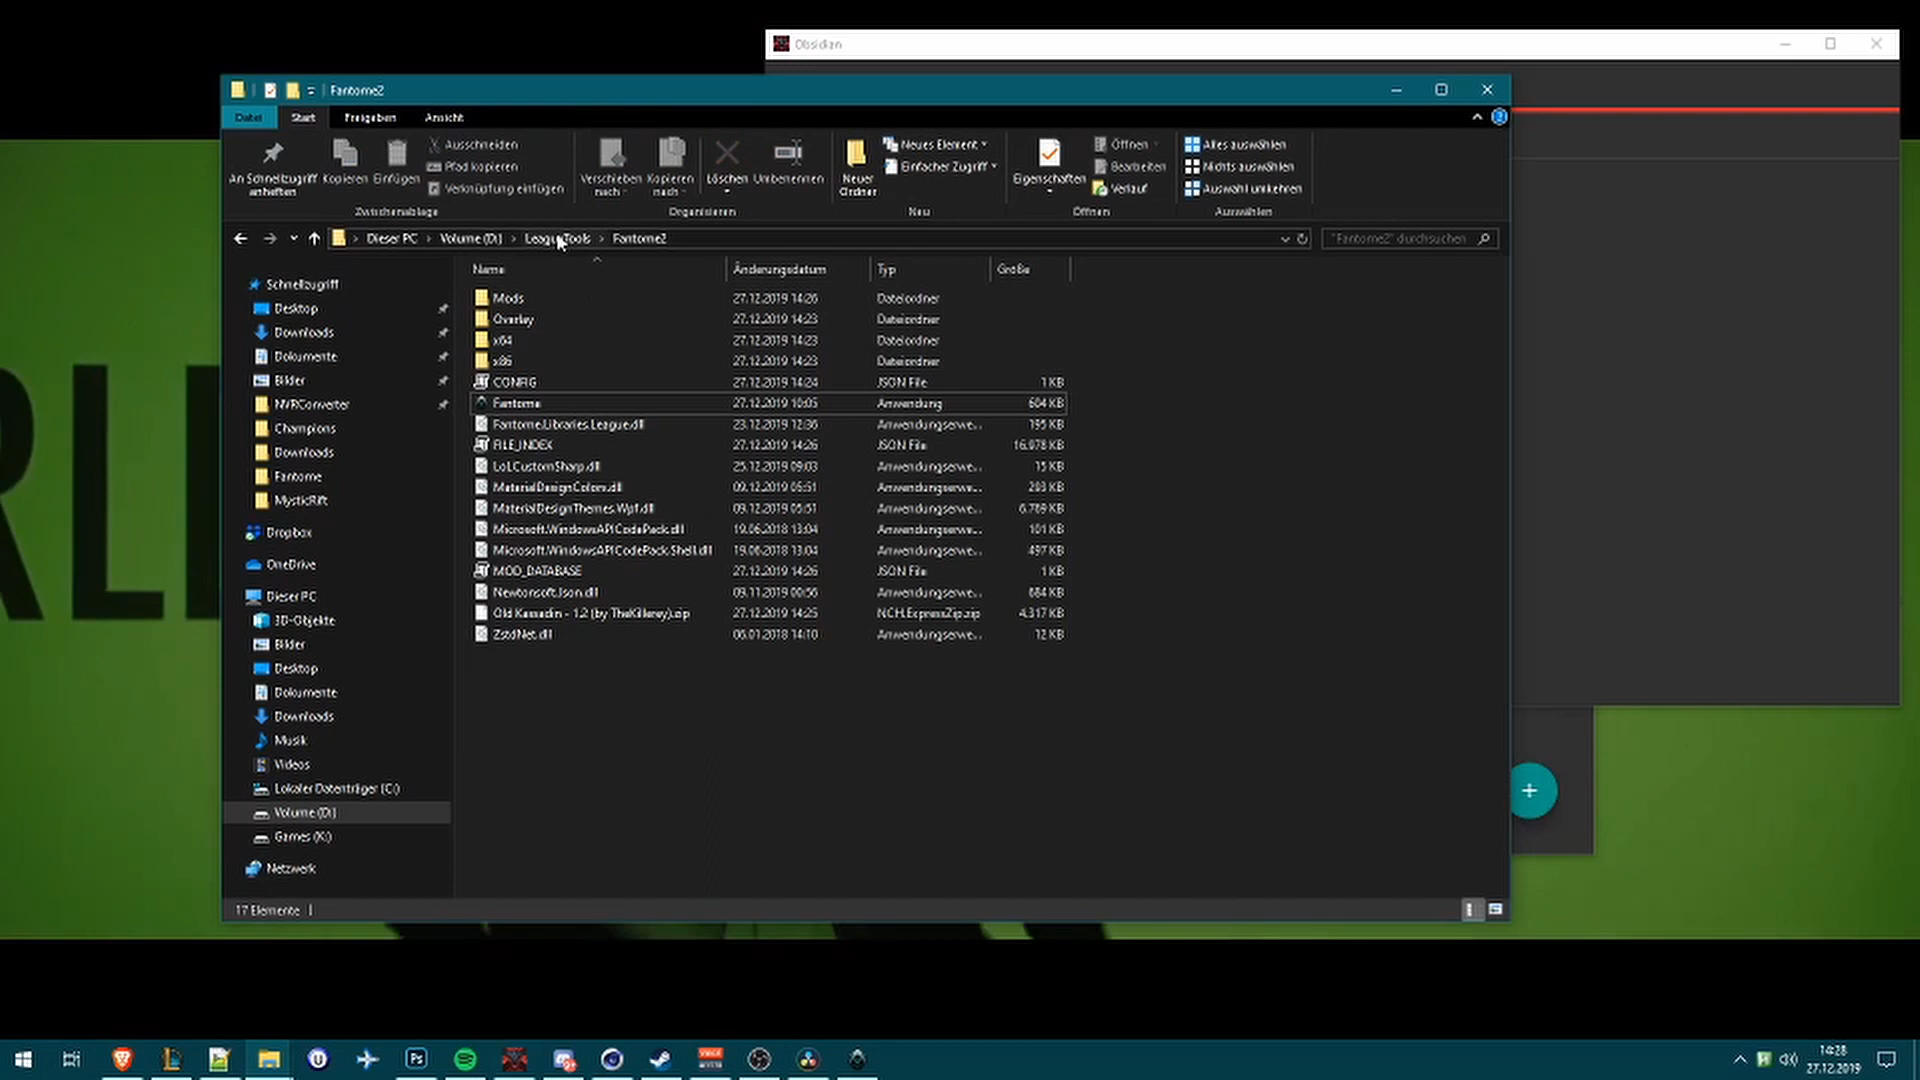 Obsidian
Fantome2
Datei Start Freigeben Ansicht
An Schnellzugriff anheften
Kopieren
Einfügen
Ausschneiden
Pfad kopieren
Verknüpfung einfügen
Zwischenablage
Verschieben nach
Kopieren nach
Löschen
Umbenennen
Organisieren
Neuer Ordner
Neues Element
Einfacher Zugriff
Neu
Eigenschaften
Öffnen
Bearbeiten
Verlauf
Öffnen
Alles auswählen
Nichts auswählen
Auswahl umkehren
Auswählen
Dieser PC > Volume (D:) > LeagueTools > Fantome2
"Fantome2" durchsuchen
Name Änderungsdatum Typ Größe
Mods 27.12.2019 14:26 Dateiordner
Overlay 27.12.2019 14:23 Dateiordner
x64 27.12.2019 14:23 Dateiordner
x86 27.12.2019 14:23 Dateiordner
CONFIG 27.12.2019 14:24 JSON File 1 KB
Fantome 27.12.2019 10:05 Anwendung 604 KB
Fantome.Libraries.League.dll 23.12.2019 12:36 Anwendungserwe... 195 KB
FILE_INDEX 27.12.2019 14:26 JSON File 16.978 KB
LoLCustomSharp.dll 25.12.2019 09:03 Anwendungserwe... 15 KB
MaterialDesignColors.dll 09.12.2019 05:51 Anwendungserwe... 293 KB
MaterialDesignThemes.Wpf.dll 09.12.2019 05:51 Anwendungserwe... 6.769 KB
Microsoft.WindowsAPICodePack.dll 19.06.2018 13:04 Anwendungserwe... 101 KB
Microsoft.WindowsAPICodePack.Shell.dll 19.06.2018 13:04 Anwendungserwe... 497 KB
MOD_DATABASE 27.12.2019 14:26 JSON File 1 KB
Newtonsoft.Json.dll 09.11.2019 00:56 Anwendungserwe... 684 KB
Old Kassadin - 1.2 (by TheKillerey).zip 27.12.2019 14:25 NCH.ExpressZip.zip 4.317 KB
ZstdNet.dll 06.01.2018 14:10 Anwendungserwe... 12 KB
Schnellzugriff
Desktop
Downloads
Dokumente
Bilder
NVRConverter
Champions
Downloads
Fantome
MysticRift
Dropbox
OneDrive
Dieser PC
3D-Objekte
Bilder
Desktop
Dokumente
Downloads
Musik
Videos
Lokaler Datenträger (C:)
Volume (D:)
Games (K:)
Netzwerk
17 Elemente
RL
Ps
14:28
27.12.2019